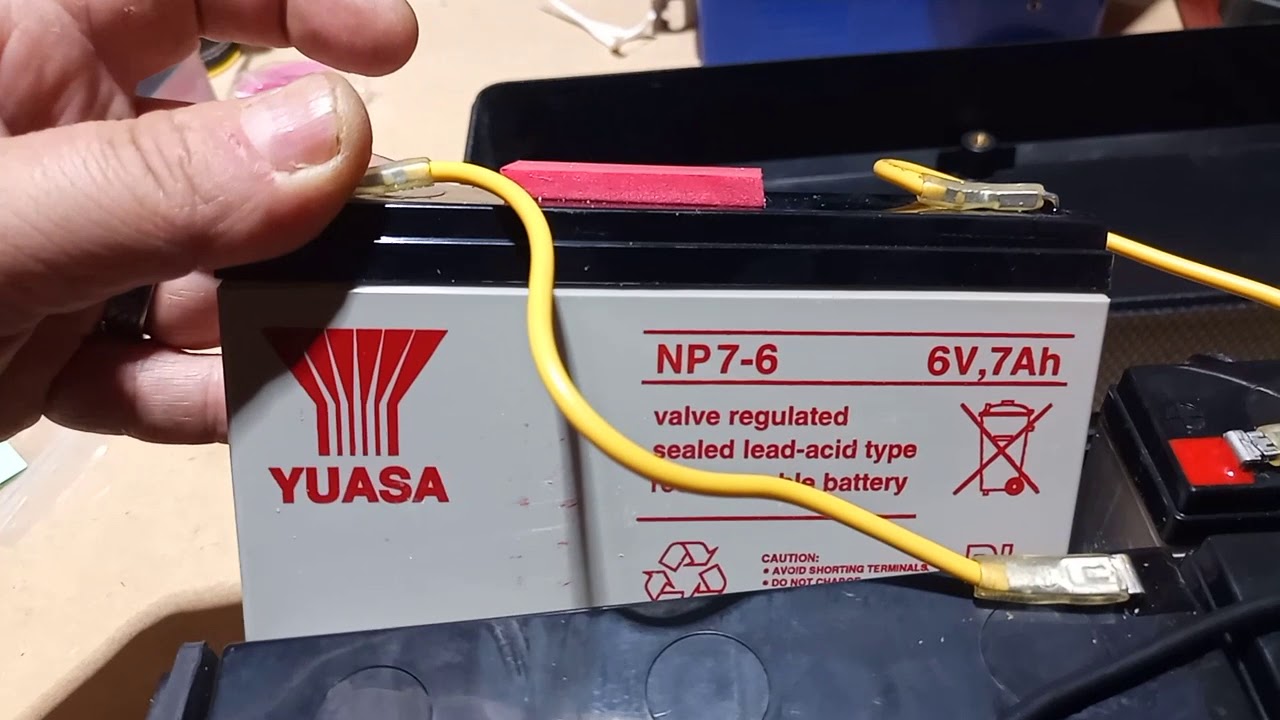 YUASA
NP7-6 6V,7Ah
valve regulated
sealed lead-acid type
battery
CAUTION:
• AVOID SHORTING TERMINALS.
• DO NOT CHARGE